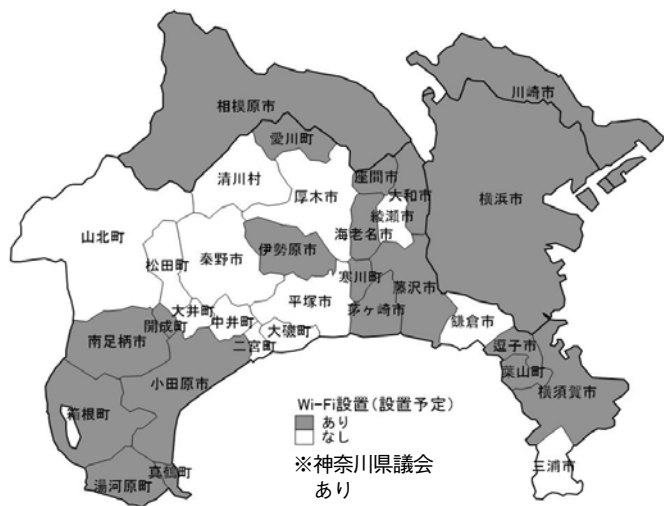 川崎市
相模原市
愛川町
座間市
清川村
大和市
横浜市
厚木市
綾瀬市
海老名市
山北町
伊勢原市
秦野市
松田町
寒川町
藤沢市
平塚市
茅ヶ崎市
大井町
鎌倉市
中井町
開成町
大磯町
南足柄市
二宮町
逗子市
葉山町
小田原市
横須賀市
箱根町
Wi-Fi設置(設置予定)
あり
なし
※神奈川県議会
あり
三浦市
真鶴町
湯河原町